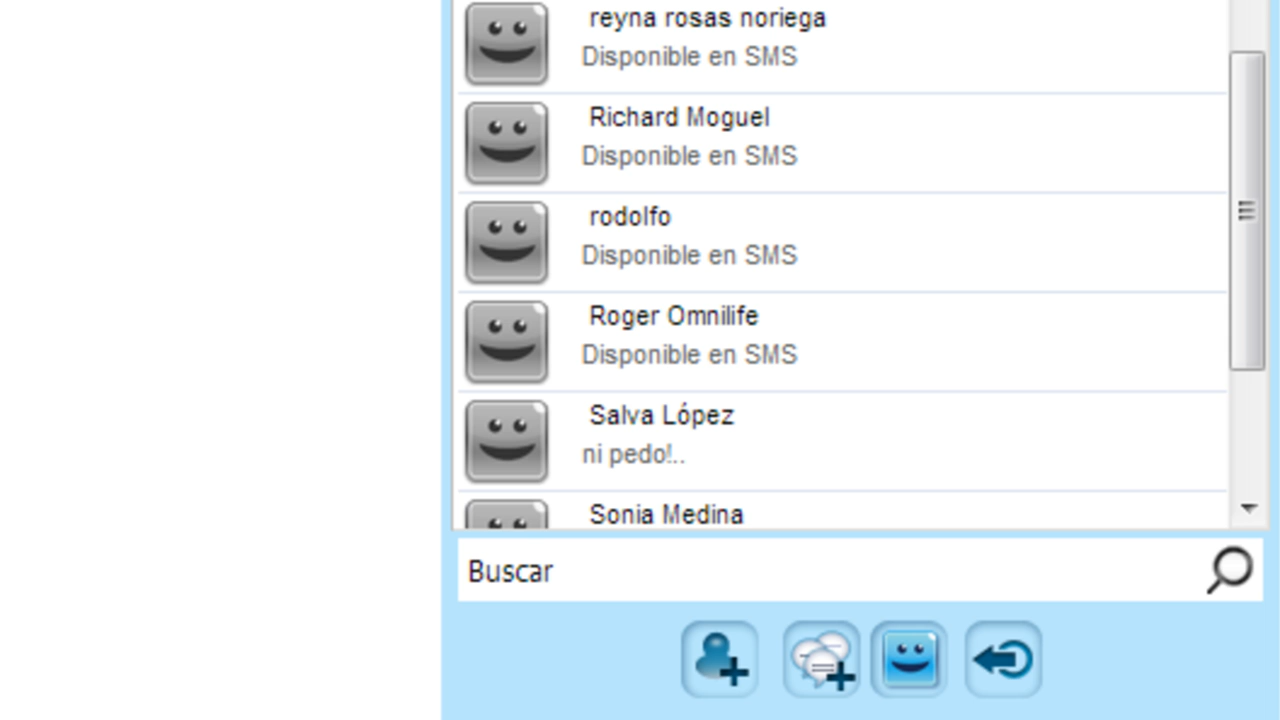 reyna rosas noriega
Disponible en SMS
Richard Moguel
Disponible en SMS
rodolfo
Disponible en SMS
Roger Omnilife
Disponible en SMS
Salva López
ni pedo!..
Sonia Medina
Buscar